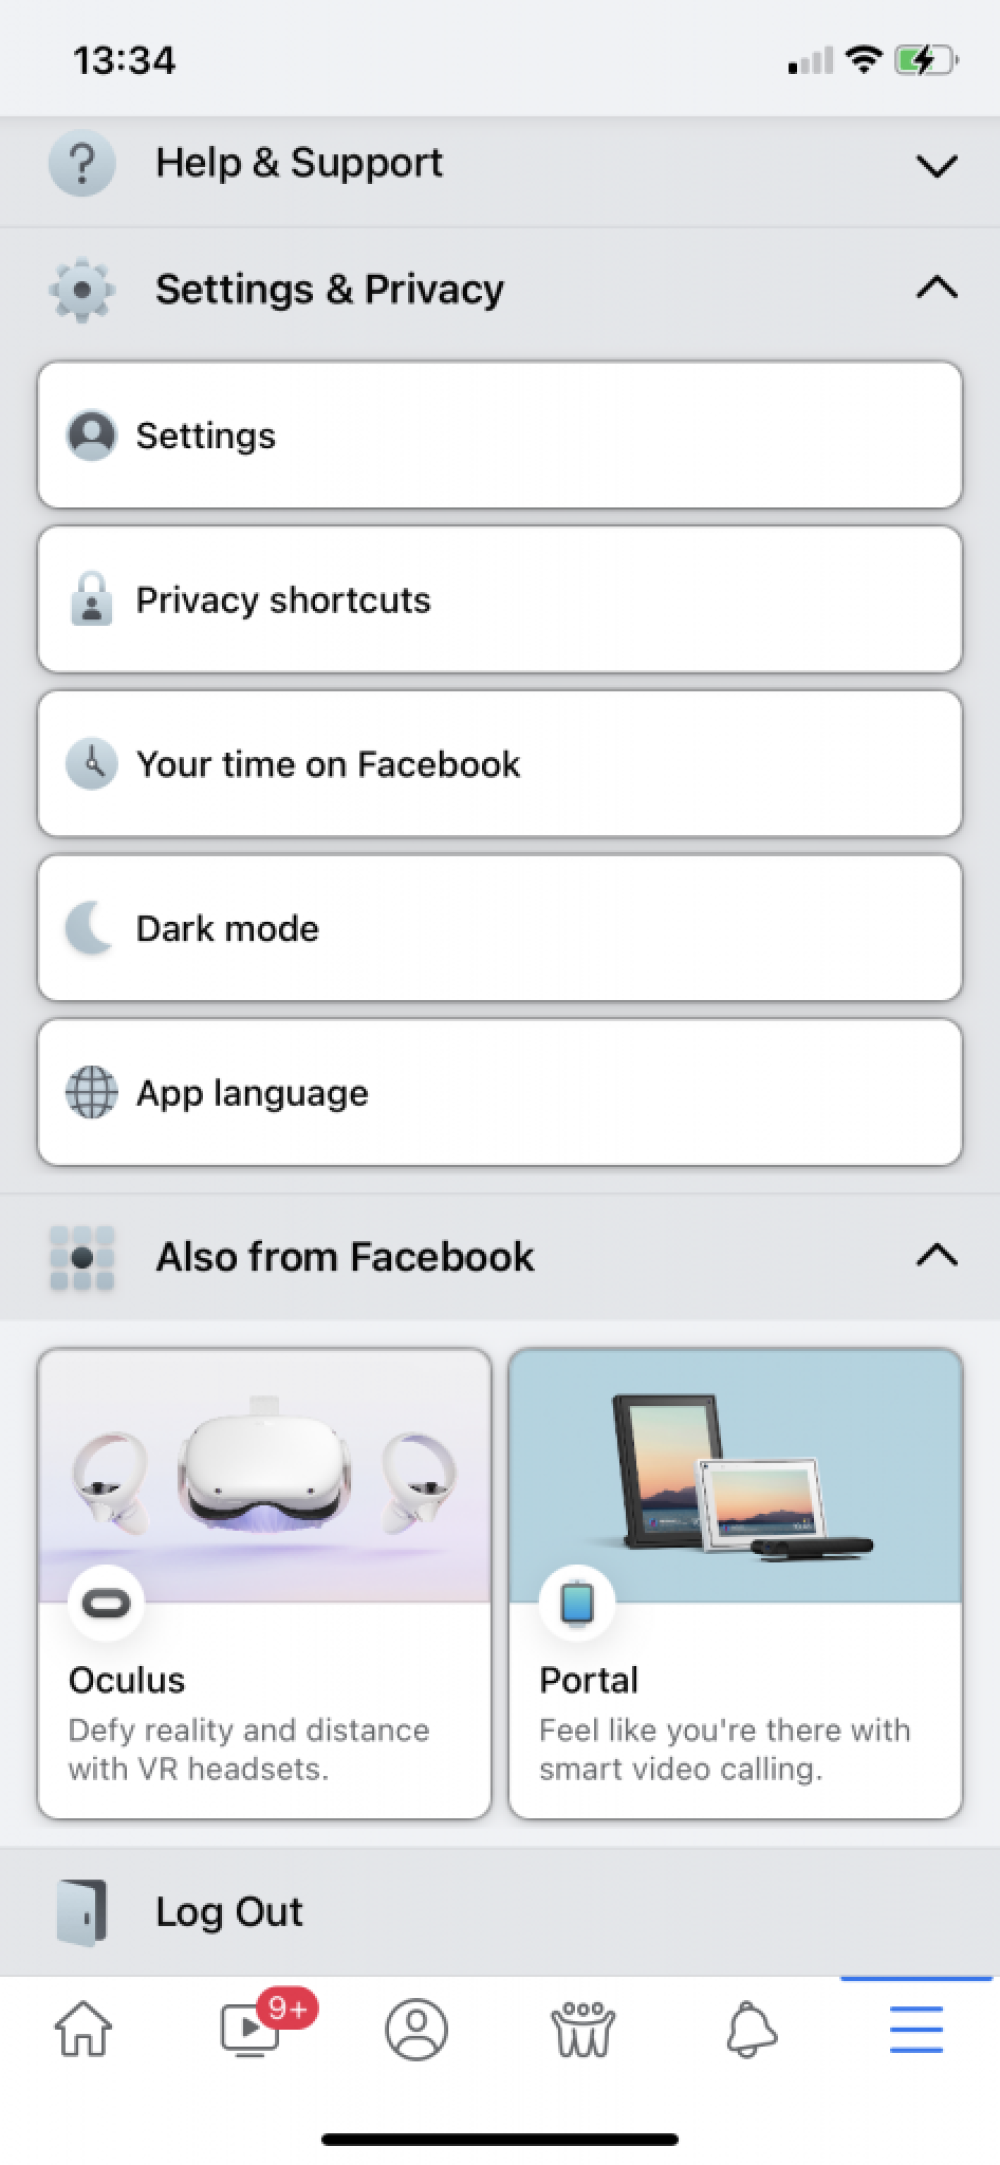 13:34
Help & Support
Settings & Privacy
Settings
Privacy shortcuts
Your time on Facebook
Dark mode
App language
Also from Facebook
Oculus
Defy reality and distance
with VR headsets.
Portal
Feel like you're there with
smart video calling.
Log Out
9+